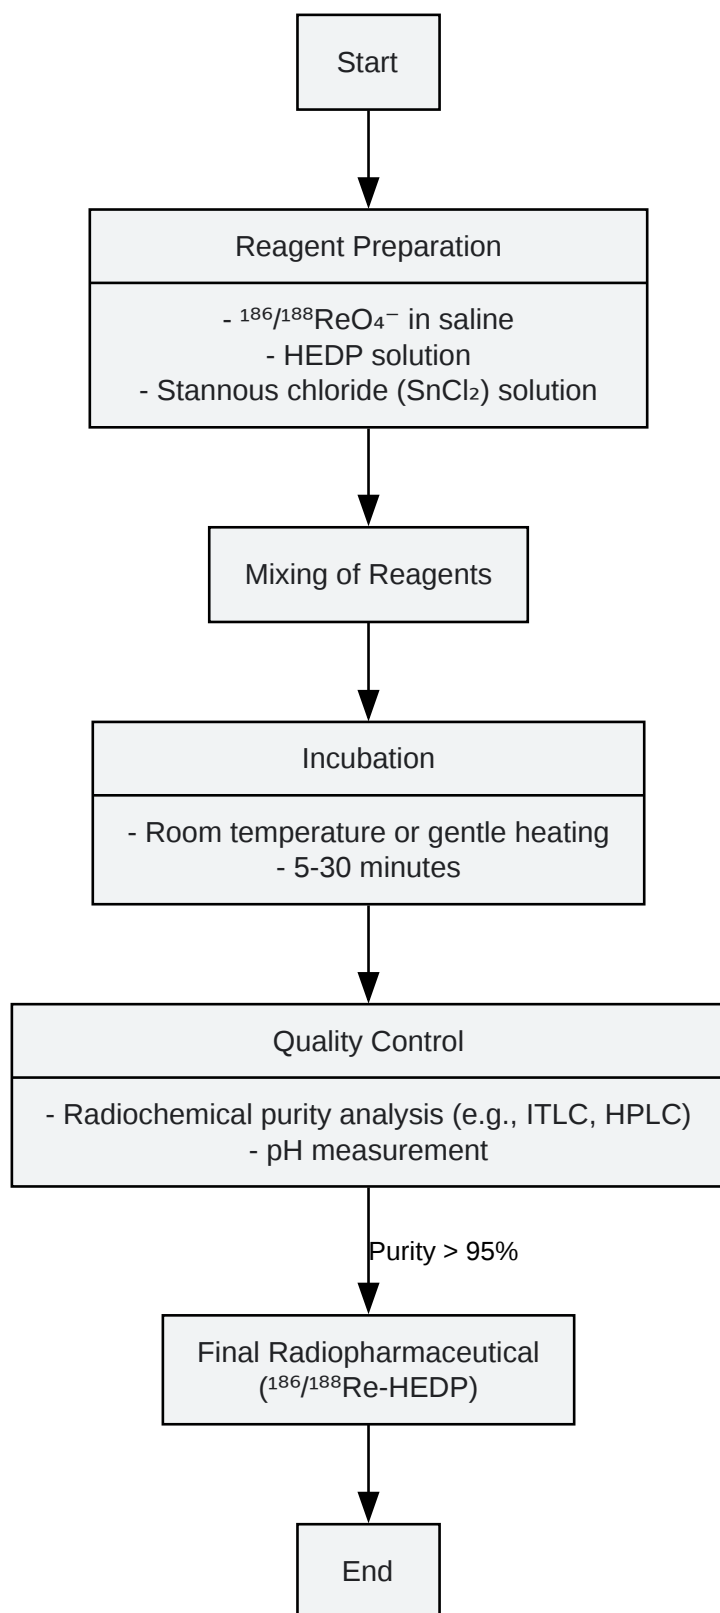 Start
Reagent Preparation
- ¹⁸⁶/¹⁸⁸ReO₄⁻ in saline
- HEDP solution
- Stannous chloride (SnCl₂) solution
Mixing of Reagents
Incubation
- Room temperature or gentle heating
- 5-30 minutes
Quality Control
- Radiochemical purity analysis (e.g., ITLC, HPLC)
- pH measurement
Purity > 95%
Final Radiopharmaceutical
(¹⁸⁶/¹⁸⁸Re-HEDP)
End